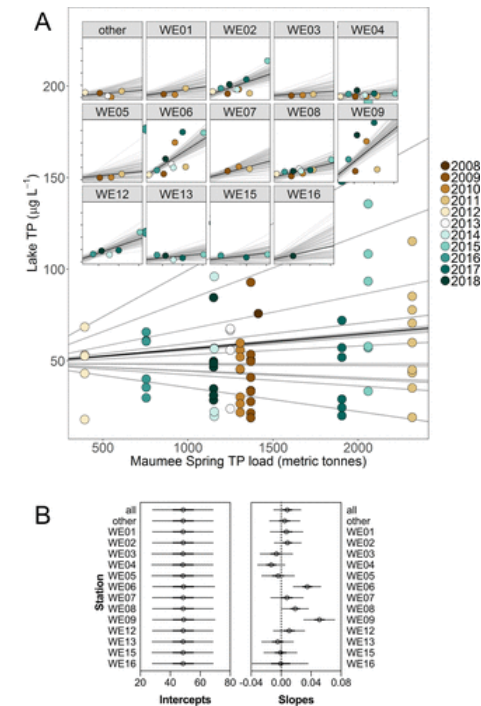 A
other WE01 WE02 WE03 WE04
WE05 WE06 WE07 WE08 WE09
WE12 WE13 WE15 WE16
200
150
100
50
Lake TP (µg L⁻¹)
500 1000 1500 2000
Maumee Spring TP load (metric tonnes)
2008
2009
2010
2011
2012
2013
2014
2015
2016
2017
2018
B
Station
all all
other other
WE01 WE01
WE02 WE02
WE03 WE03
WE04 WE04
WE05 WE05
WE06 WE06
WE07 WE07
WE08 WE08
WE09 WE09
WE12 WE12
WE13 WE13
WE15 WE15
WE16 WE16
20 40 60 80 -0.04 0.00 0.04 0.08
Intercepts Slopes